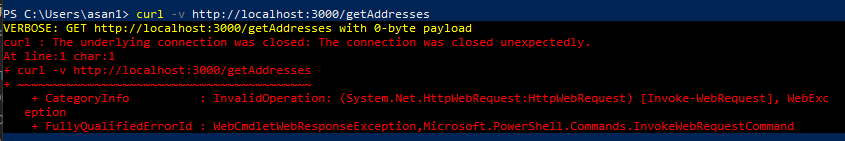 PS C:\Users\asan1> curl -v http://localhost:3000/getAddresses
VERBOSE: GET http://localhost:3000/getAddresses with 0-byte payload
curl : The underlying connection was closed: The connection was closed unexpectedly.
At line:1 char:1
+ curl -v http://localhost:3000/getAddresses
+ ~~~~~~~~~~~~~~~~~~~~~~~~~~~~~~~~~~~~~~~~~~
    + CategoryInfo          : InvalidOperation: (System.Net.HttpWebRequest:HttpWebRequest) [Invoke-WebRequest], WebExc
   eption
    + FullyQualifiedErrorId : WebCmdletWebResponseException,Microsoft.PowerShell.Commands.InvokeWebRequestCommand